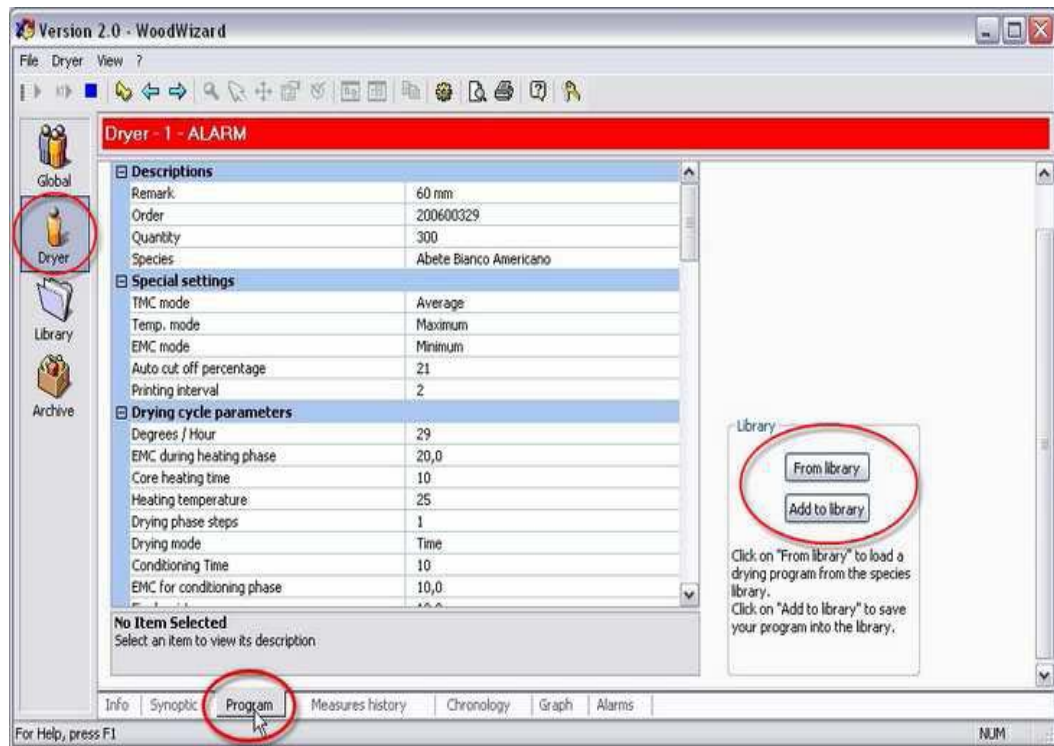 Version 2.0 - WoodWizard
File Dryer View ?
Dryer - 1 - ALARM
Global
Dryer
Library
Archive
Descriptions
Remark 60 mm
Order 200600329
Quantity 300
Species Abete Bianco Americano
Special settings
TMC mode Average
Temp. mode Maximum
EMC mode Minimum
Auto cut off percentage 21
Printing interval 2
Drying cycle parameters
Degrees / Hour 29
EMC during heating phase 20,0
Core heating time 10
Heating temperature 25
Drying phase steps 1
Drying mode Time
Conditioning Time 10
EMC for conditioning phase 10,0
No Item Selected
Select an item to view its description
Library
From library
Add to library
Click on "From library" to load a
drying program from the species
library.
Click on "Add to library" to save
your program into the library.
Info Synoptic Program Measures history Chronology Graph Alarms
For Help, press F1 NUM